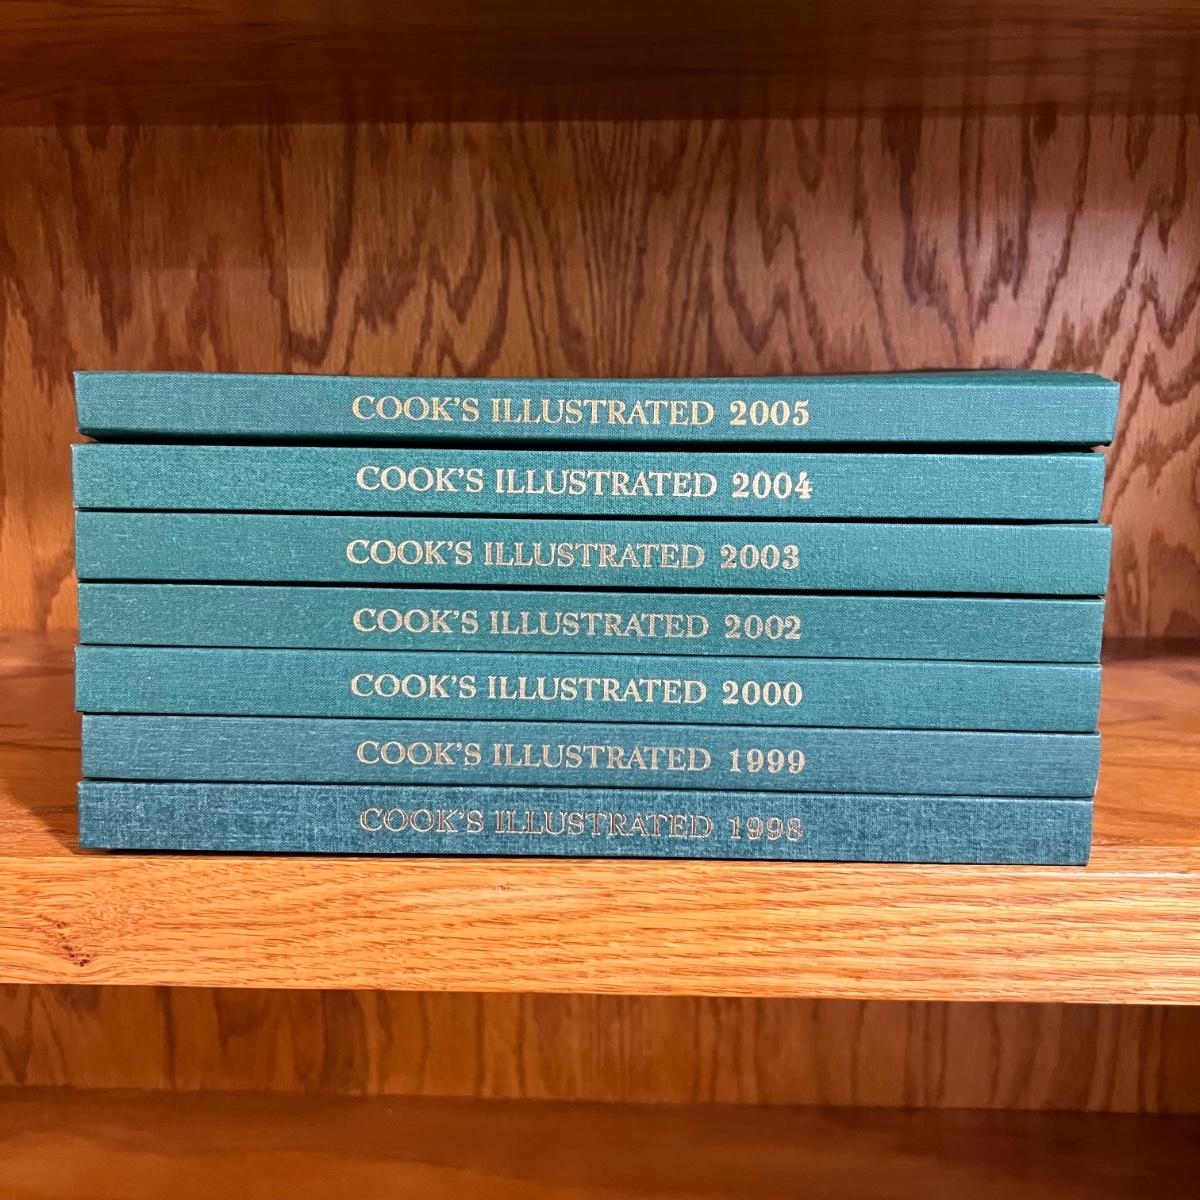 COOK'S ILLUSTRATED 2005
COOK'S ILLUSTRATED 2004
COOK'S ILLUSTRATED 2003
COOK'S ILLUSTRATED 2002
COOK'S ILLUSTRATED 2000
COOK'S ILLUSTRATED 1999
COOK'S ILLUSTRATED 1998